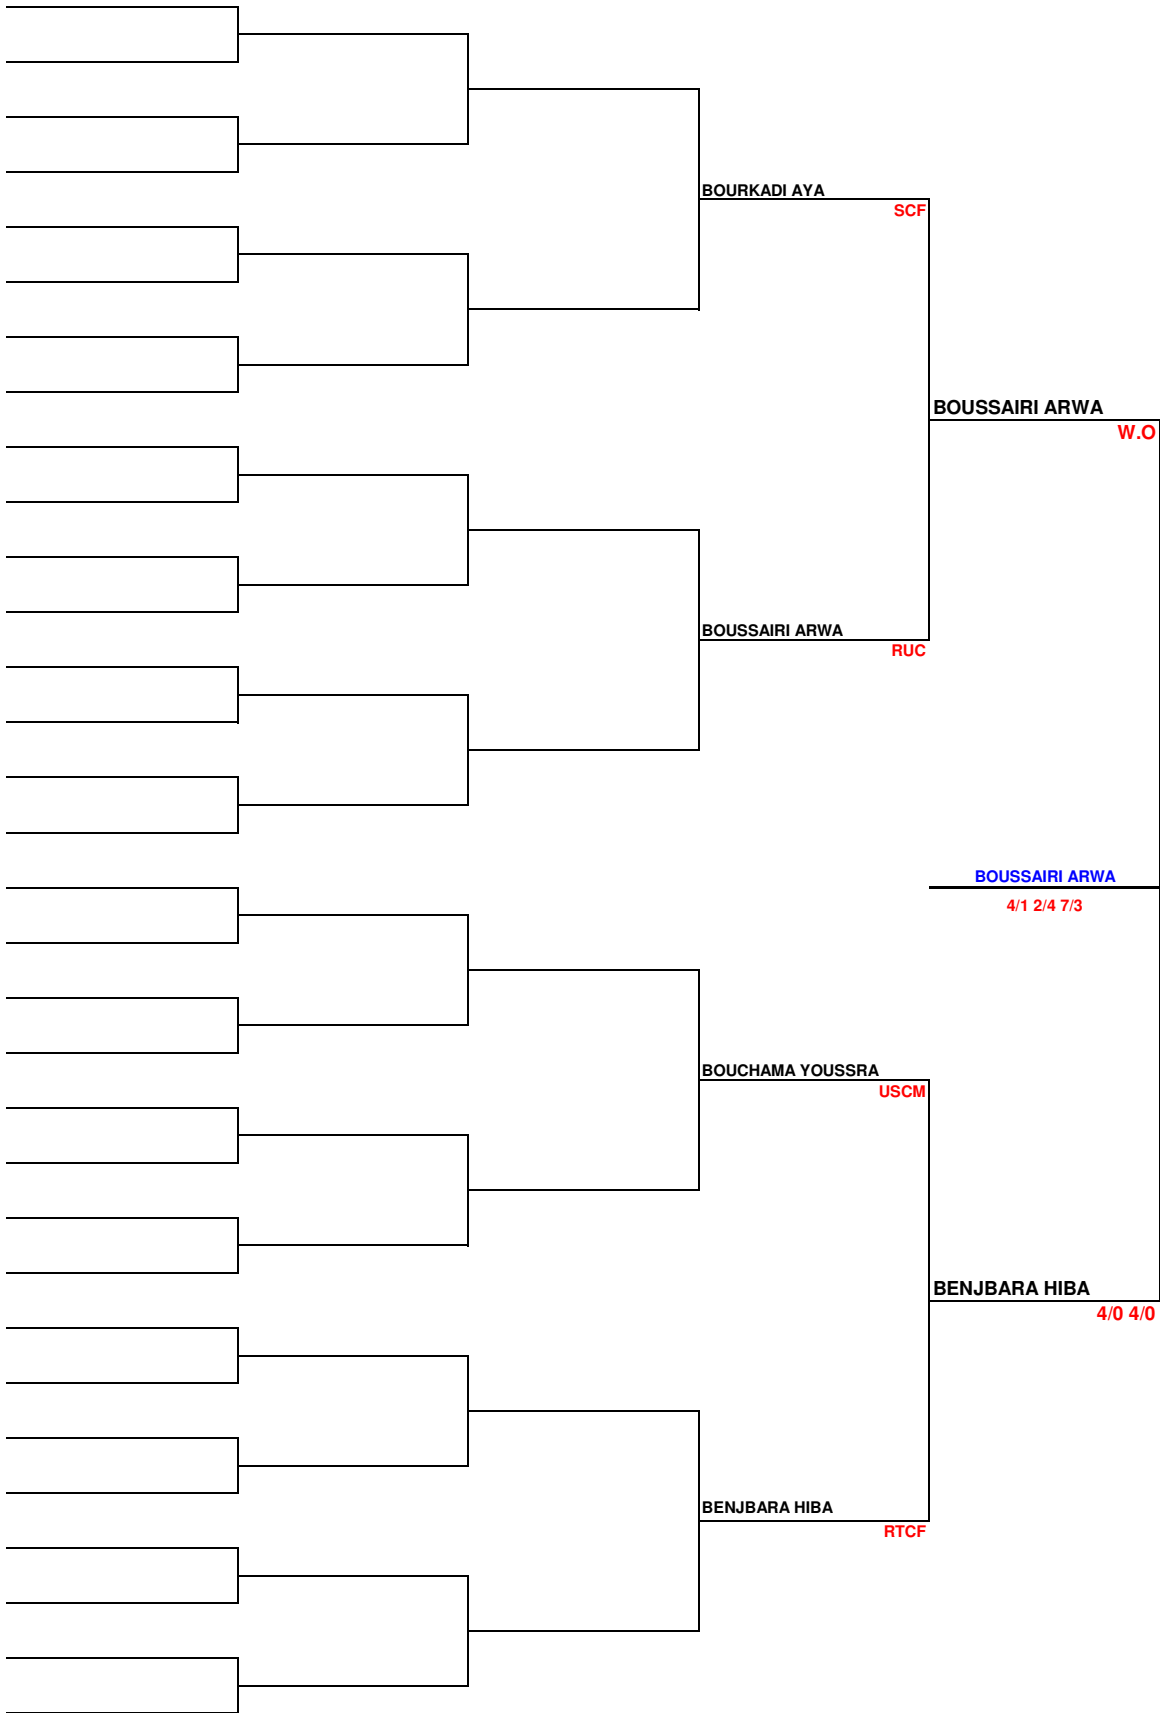 BOURKADI AYA
SCF
BOUSSAIRI ARWA
W.O
BOUSSAIRI ARWA
RUC
BOUSSAIRI ARWA
4/1 2/4 7/3
BOUCHAMA YOUSSRA
USCM
BENJBARA HIBA
4/0 4/0
BENJBARA HIBA
RTCF